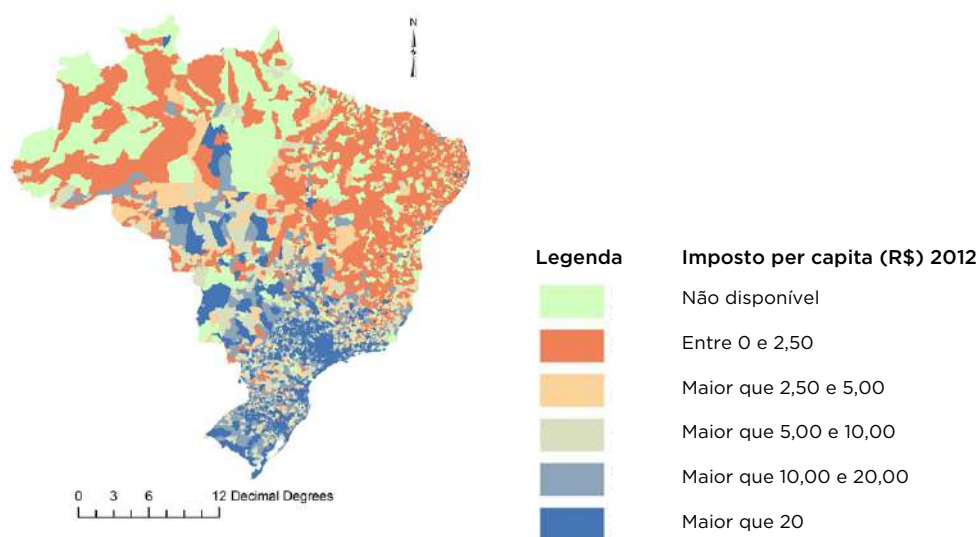 N
0 3 6 12 Decimal Degrees
Legenda Imposto per capita (R$) 2012
Não disponível
Entre 0 e 2,50
Maior que 2,50 e 5,00
Maior que 5,00 e 10,00
Maior que 10,00 e 20,00
Maior que 20